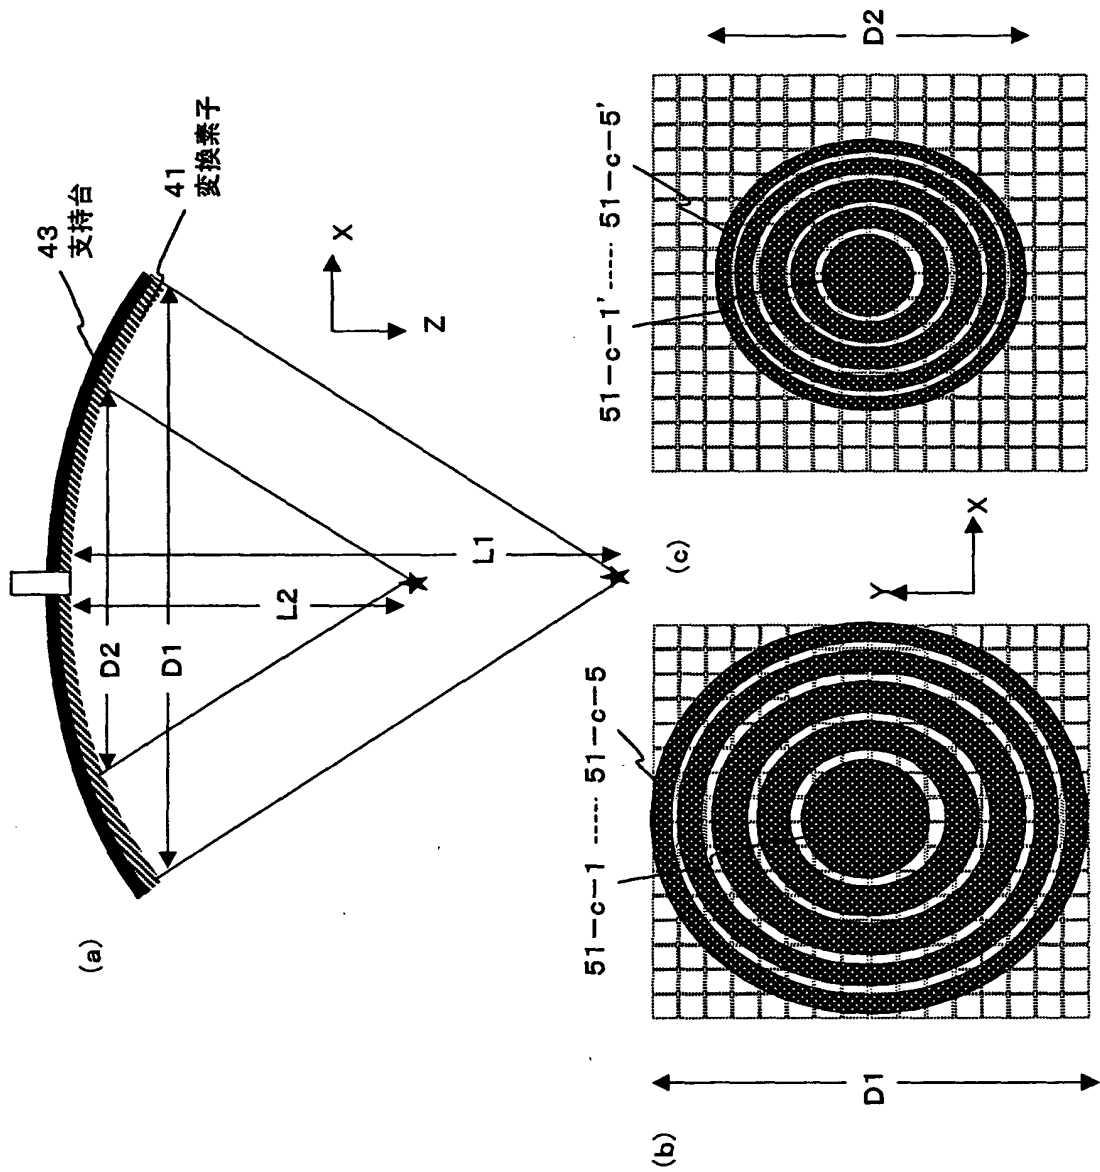 (a)
43
支持台
41
変換素子
D2
D1
L2
L1
X
Z
(b)
51-c-1 ----- 51-c-5
D1
Y
X
(c)
51-c-1' ----- 51-c-5'
D2